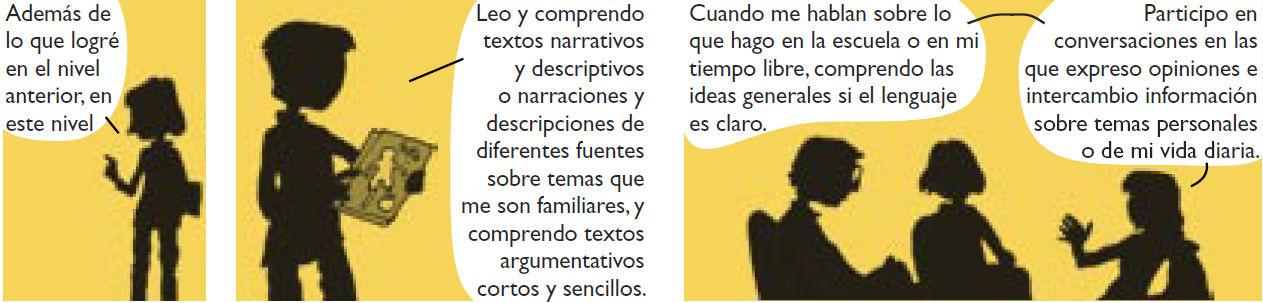 Además de
lo que logré
en el nivel
anterior, en
este nivel
Leo y comprendo
textos narrativos
y descriptivos
o narraciones y
descripciones de
diferentes fuentes
sobre temas que
me son familiares, y
comprendo textos
argumentativos
cortos y sencillos.
Cuando me hablan sobre lo
que hago en la escuela o en mi
tiempo libre, comprendo las
ideas generales si el lenguaje
es claro.
Participo en
conversaciones en las
que expreso opiniones e
intercambio información
sobre temas personales
o de mi vida diaria.